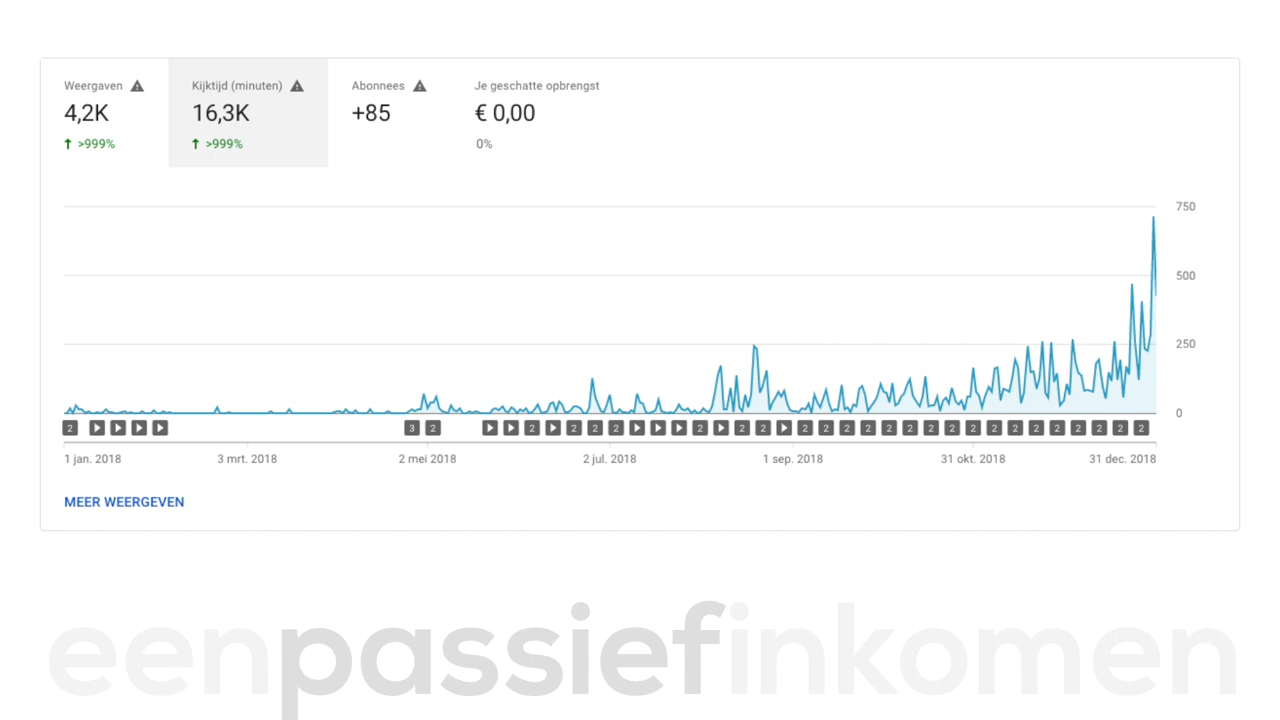 Weergaven Kijktijd (minuten) Abonnees Je geschatte opbrengst
4,2K 16,3K +85 € 0,00
>999% >999% 0%
750
500
250
0
2 3 2 2 2 2 2 2 2 2 2 2 2 2 2 2 2 2 2 2 2 2 2 2 2 2
1 jan. 2018 3 mrt. 2018 2 mei 2018 2 jul. 2018 1 sep. 2018 31 okt. 2018 31 dec. 2018
MEER WEERGEVEN
eenpassiefinkomen